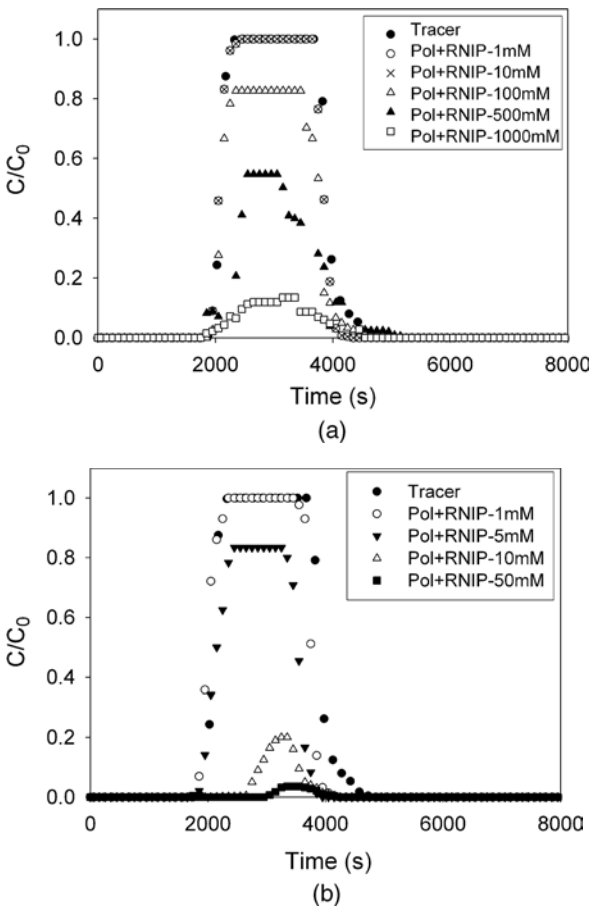 1.0
0.8
0.6
0.4
0.2
0.0
C/C₀
Tracer
Pol+RNIP-1mM
Pol+RNIP-10mM
Pol+RNIP-100mM
Pol+RNIP-500mM
Pol+RNIP-1000mM
0 2000 4000 6000 8000
Time (s)
(a)
1.0
0.8
0.6
0.4
0.2
0.0
C/C₀
Tracer
Pol+RNIP-1mM
Pol+RNIP-5mM
Pol+RNIP-10mM
Pol+RNIP-50mM
0 2000 4000 6000 8000
Time (s)
(b)